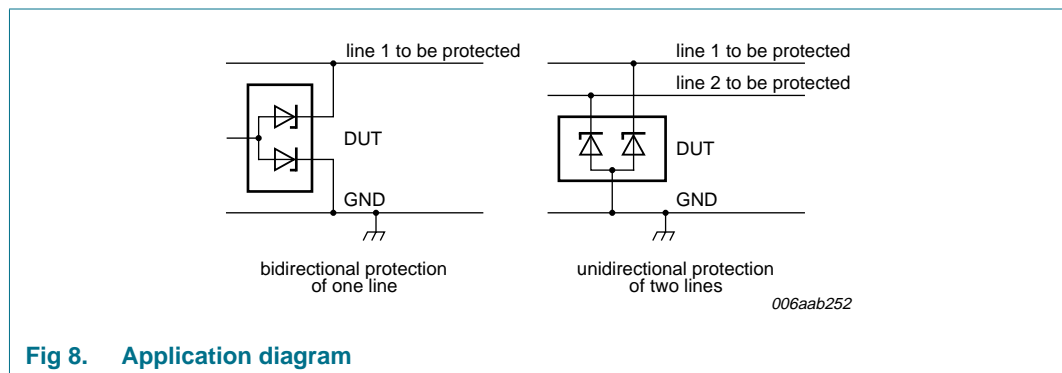 line 1 to be protected
DUT
GND
bidirectional protection
of one line
line 1 to be protected
line 2 to be protected
DUT
GND
unidirectional protection
of two lines
006aab252
Fig 8. Application diagram